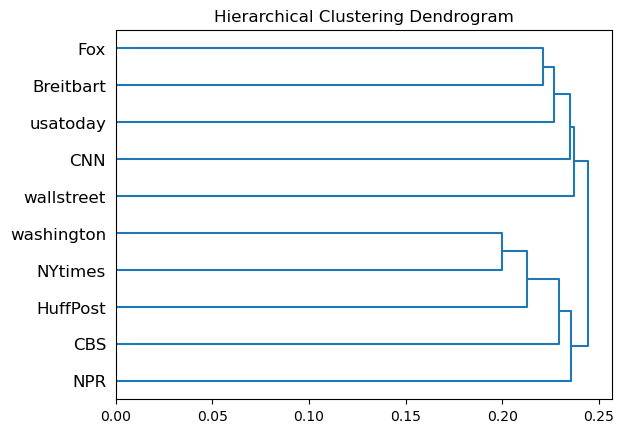 Hierarchical Clustering Dendrogram
Fox
Breitbart
usatoday
CNN
wallstreet
washington
NYtimes
HuffPost
CBS
NPR
0.00 0.05 0.10 0.15 0.20 0.25